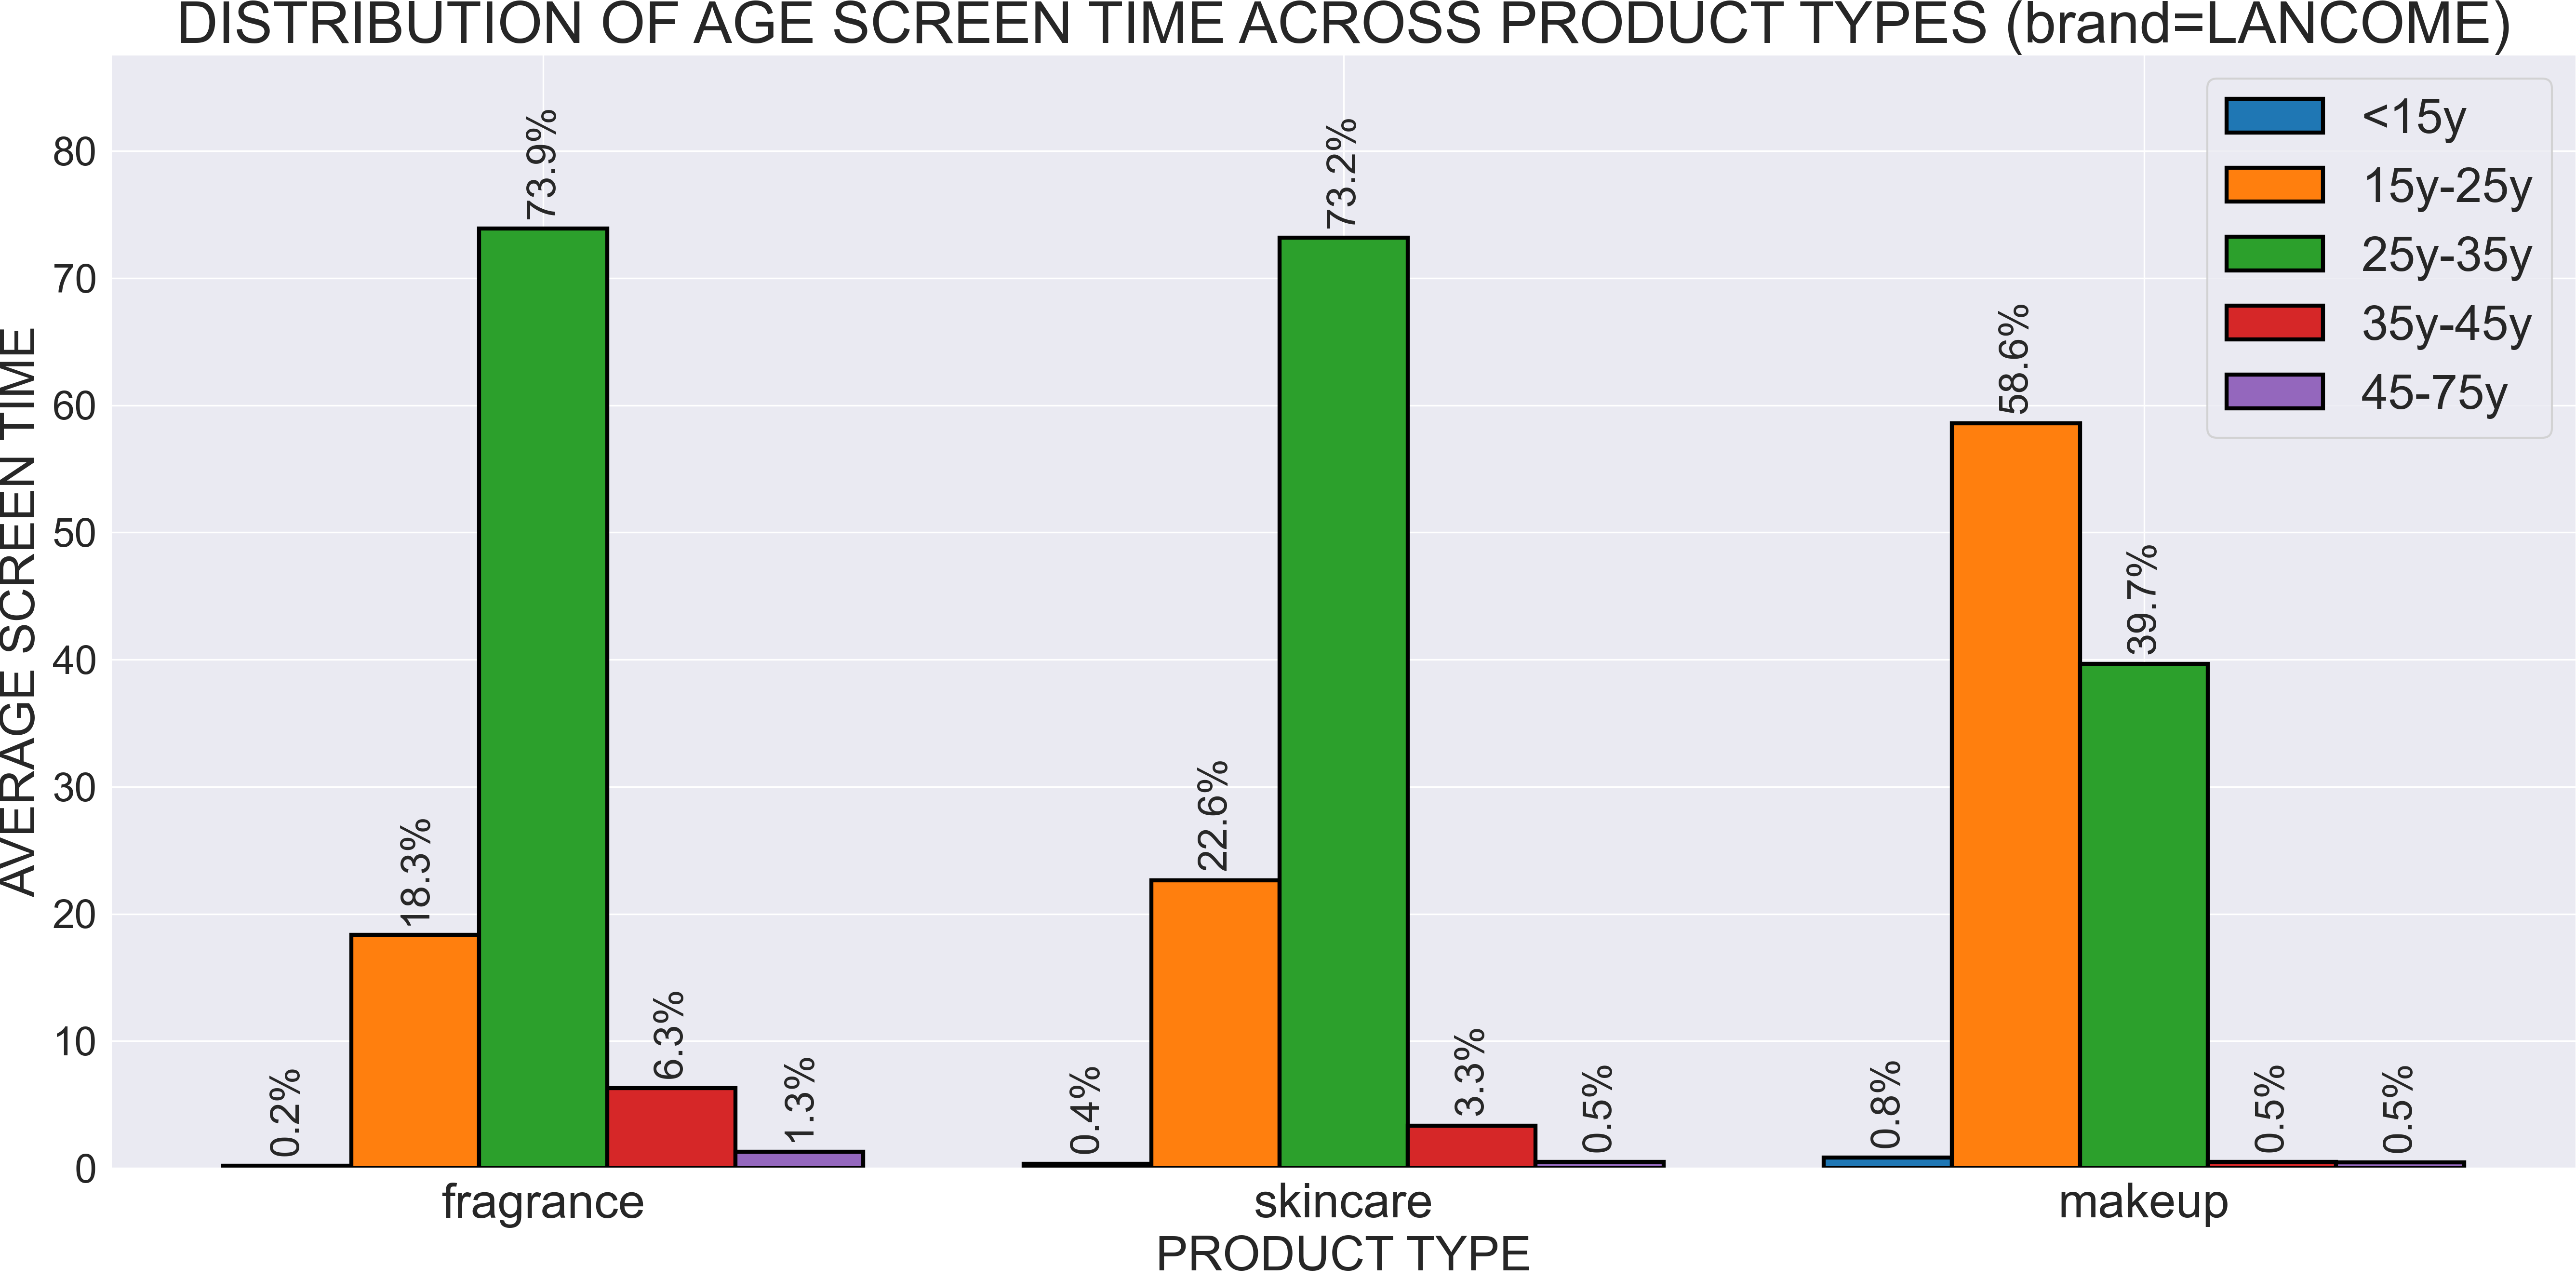 DISTRIBUTION OF AGE SCREEN TIME ACROSS PRODUCT TYPES (brand=LANCOME)
AVERAGE SCREEN TIME
80
70
60
50
40
30
20
10
0
0.2%
18.3%
73.9%
6.3%
1.3%
0.4%
22.6%
73.2%
3.3%
0.5%
0.8%
58.6%
39.7%
0.5%
0.5%
<15y
15y-25y
25y-35y
35y-45y
45-75y
fragrance
skincare
makeup
PRODUCT TYPE